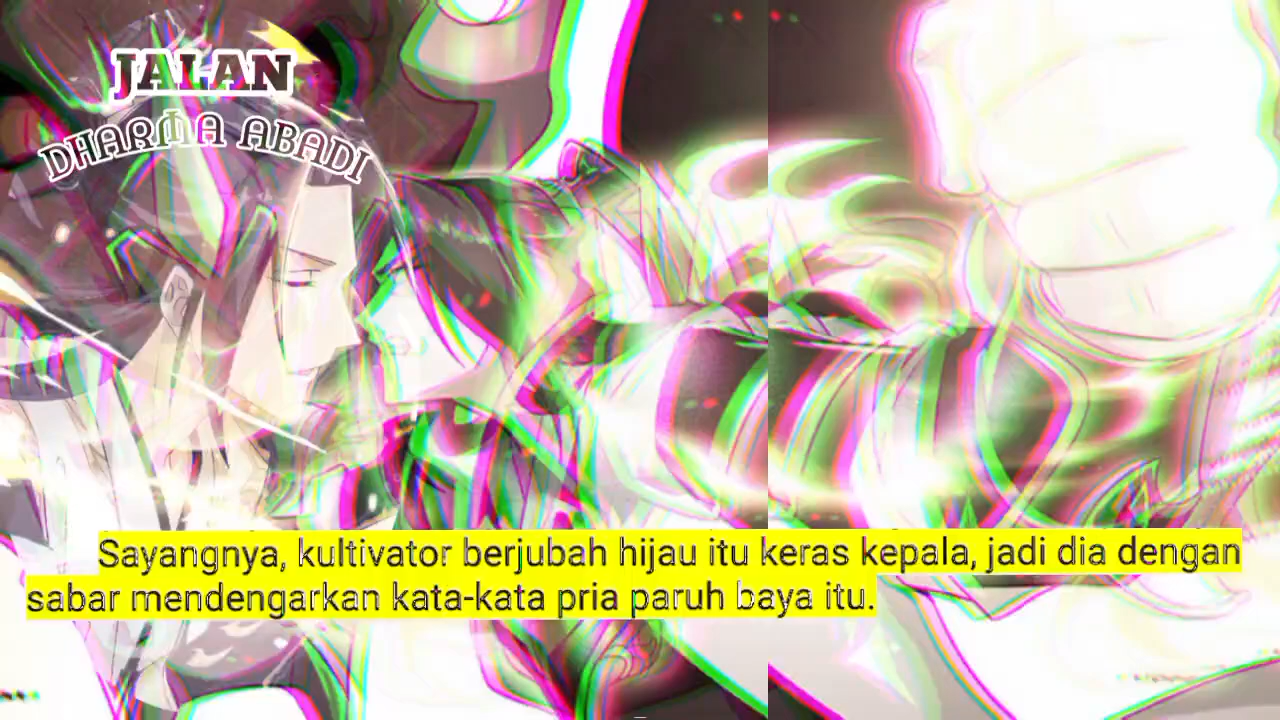 JALAN
DHARMA ABADI
Sayangnya, kultivator berjubah hijau itu keras kepala, jadi dia dengan
sabar mendengarkan kata-kata pria paruh baya itu.